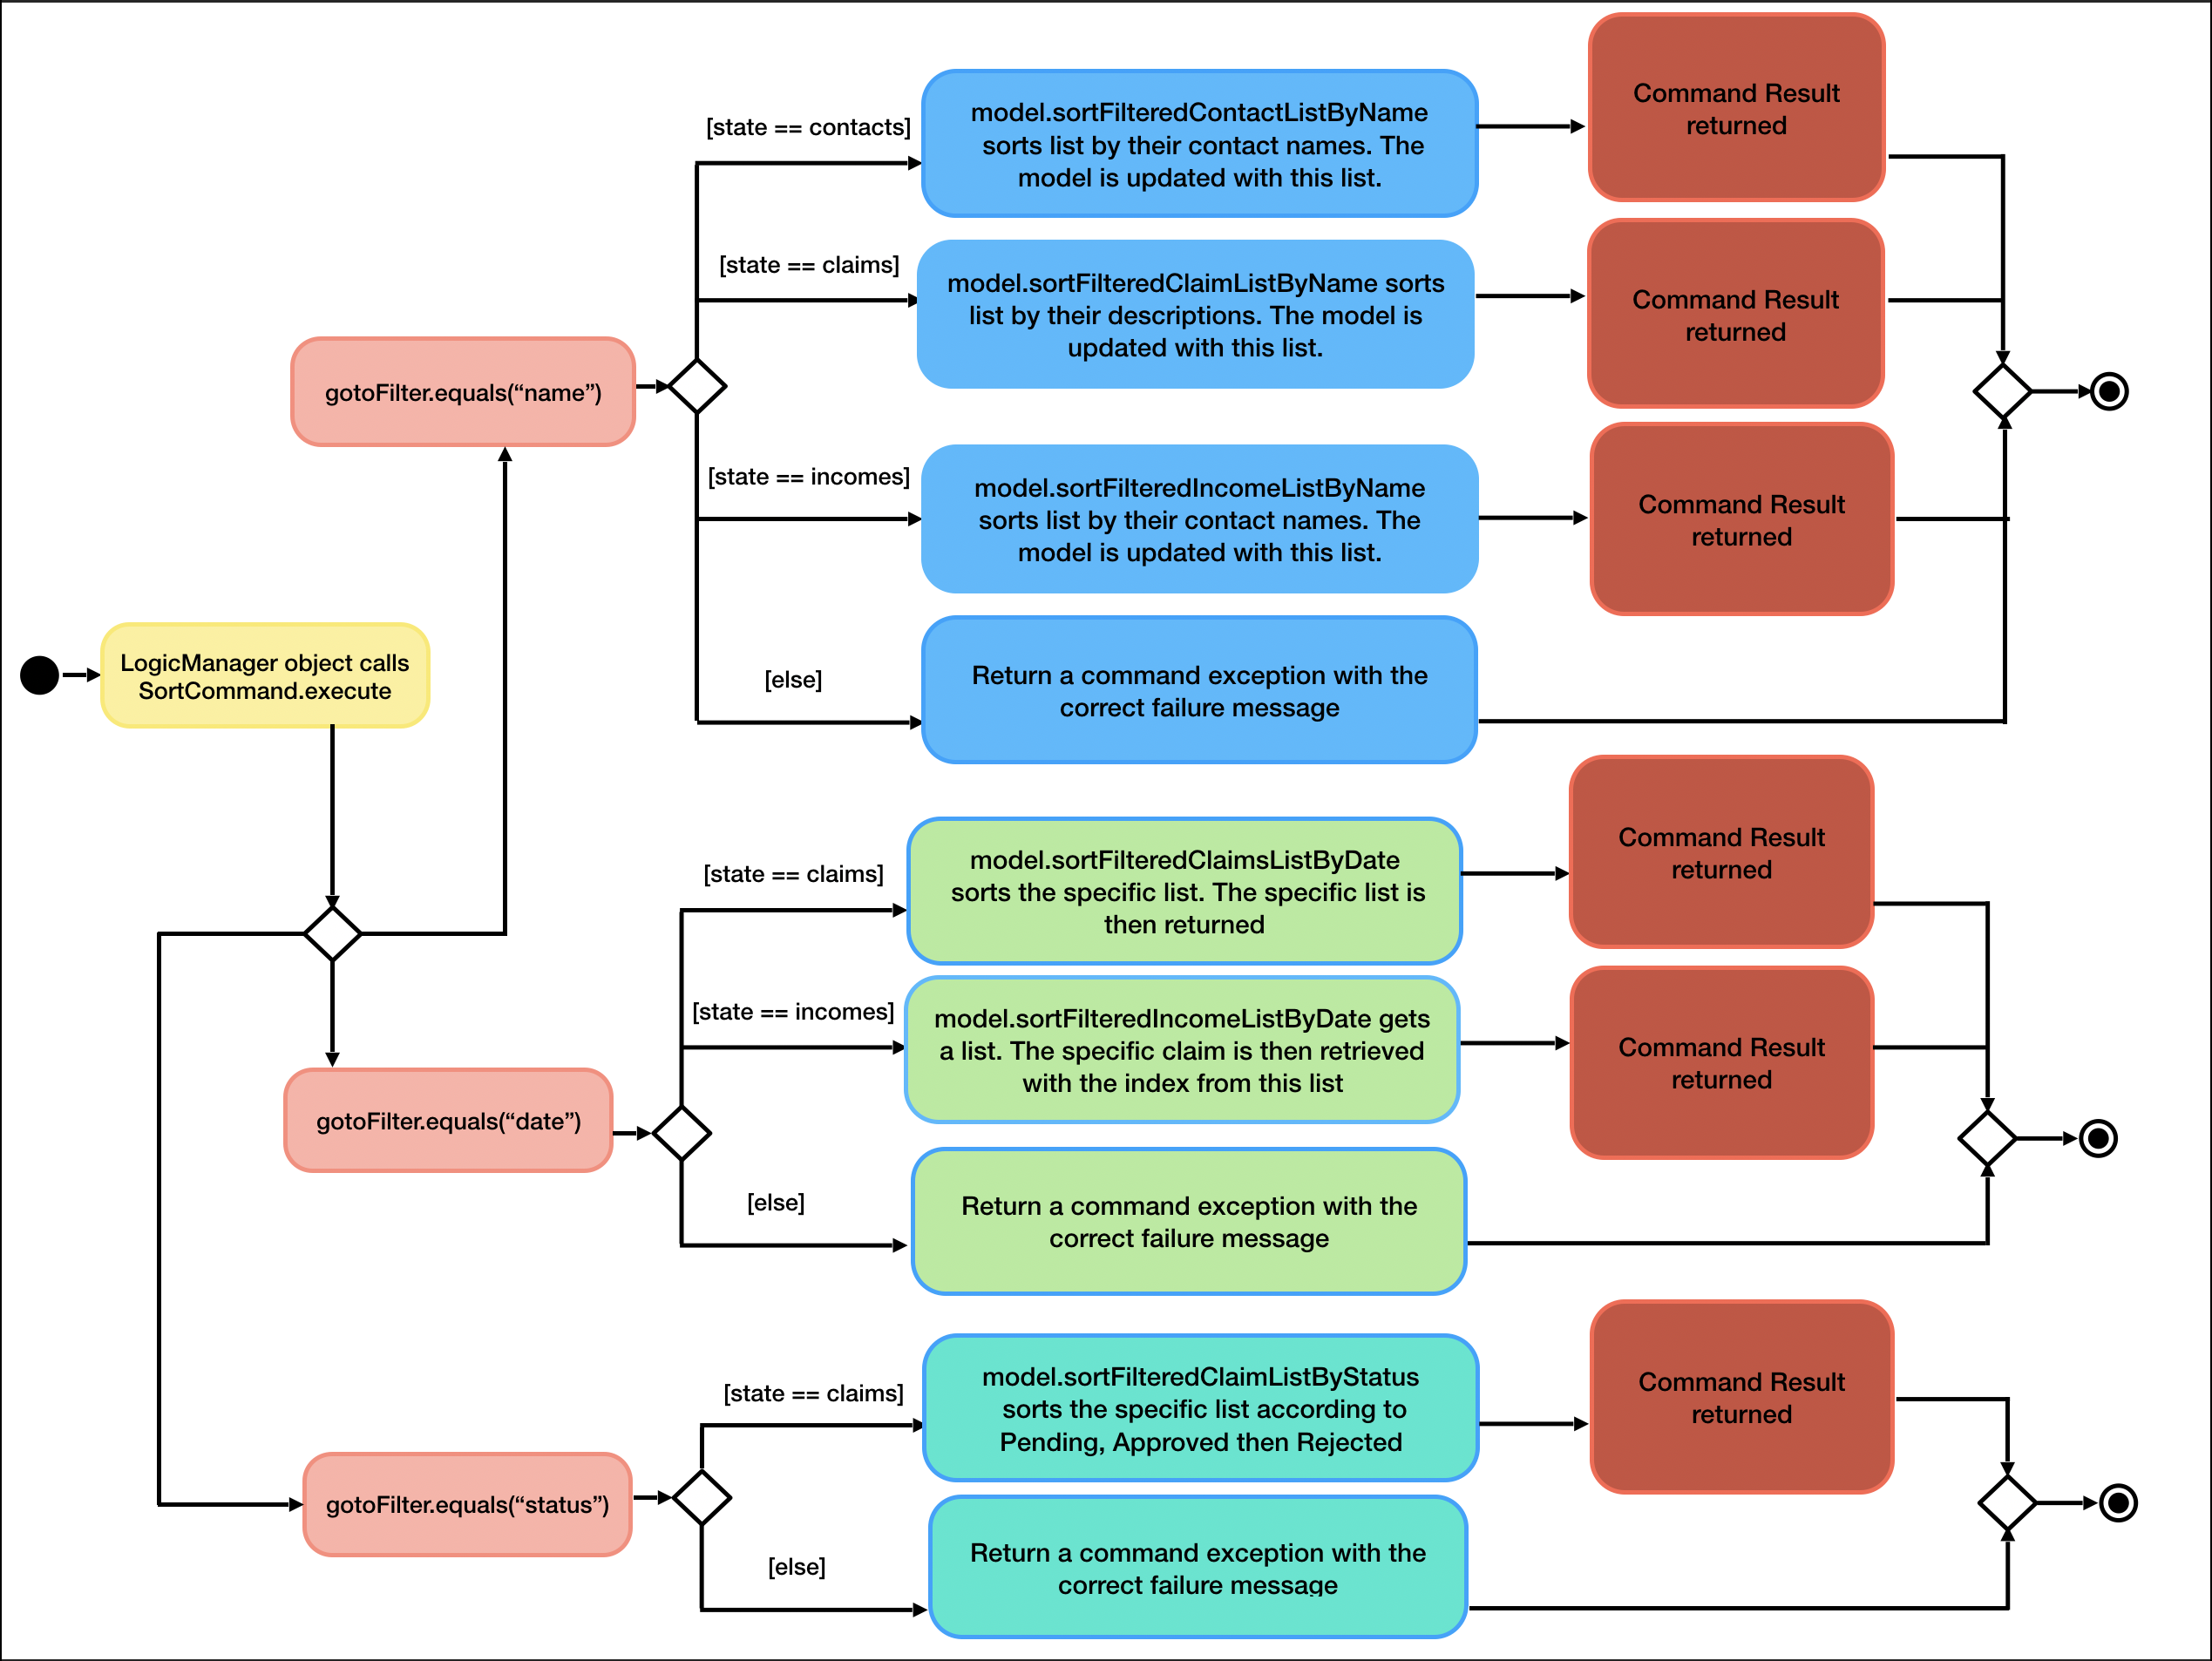 LogicManager object calls
SortCommand.execute
gotoFilter.equals(“name”)
[state == contacts]
model.sortFilteredContactListByName
sorts list by their contact names. The
model is updated with this list.
Command Result
returned
[state == claims]
model.sortFilteredClaimListByName sorts
list by their descriptions. The model is
updated with this list.
Command Result
returned
[state == incomes]
model.sortFilteredIncomeListByName
sorts list by their contact names. The
model is updated with this list.
Command Result
returned
[else]
Return a command exception with the
correct failure message
gotoFilter.equals(“date”)
[state == claims]
model.sortFilteredClaimsListByDate
sorts the specific list. The specific list is
then returned
Command Result
returned
[state == incomes]
model.sortFilteredIncomeListByDate gets
a list. The specific claim is then retrieved
with the index from this list
Command Result
returned
[else]
Return a command exception with the
correct failure message
gotoFilter.equals(“status”)
[state == claims]
model.sortFilteredClaimListByStatus
sorts the specific list according to
Pending, Approved then Rejected
Command Result
returned
[else]
Return a command exception with the
correct failure message